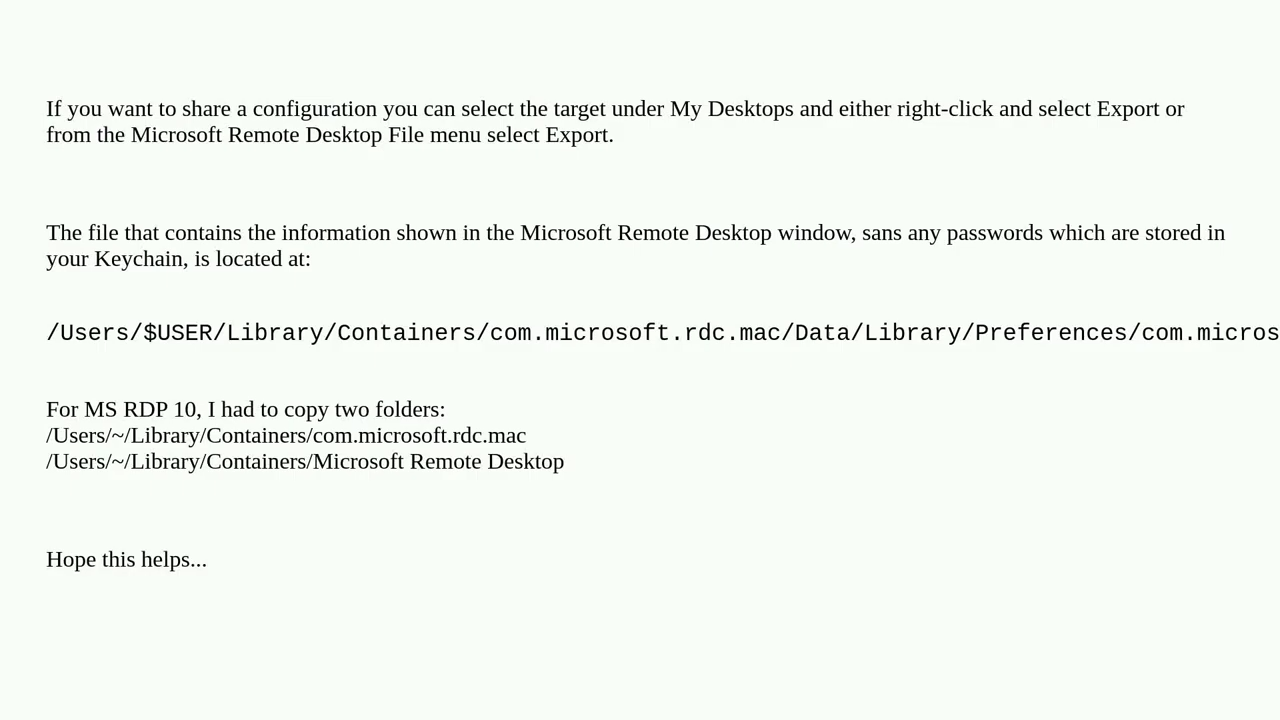 If you want to share a configuration you can select the target under My Desktops and either right-click and select Export or
from the Microsoft Remote Desktop File menu select Export.
The file that contains the information shown in the Microsoft Remote Desktop window, sans any passwords which are stored in
your Keychain, is located at:
/Users/$USER/Library/Containers/com.microsoft.rdc.mac/Data/Library/Preferences/com.micros
For MS RDP 10, I had to copy two folders:
/Users/~/Library/Containers/com.microsoft.rdc.mac
/Users/~/Library/Containers/Microsoft Remote Desktop
Hope this helps...